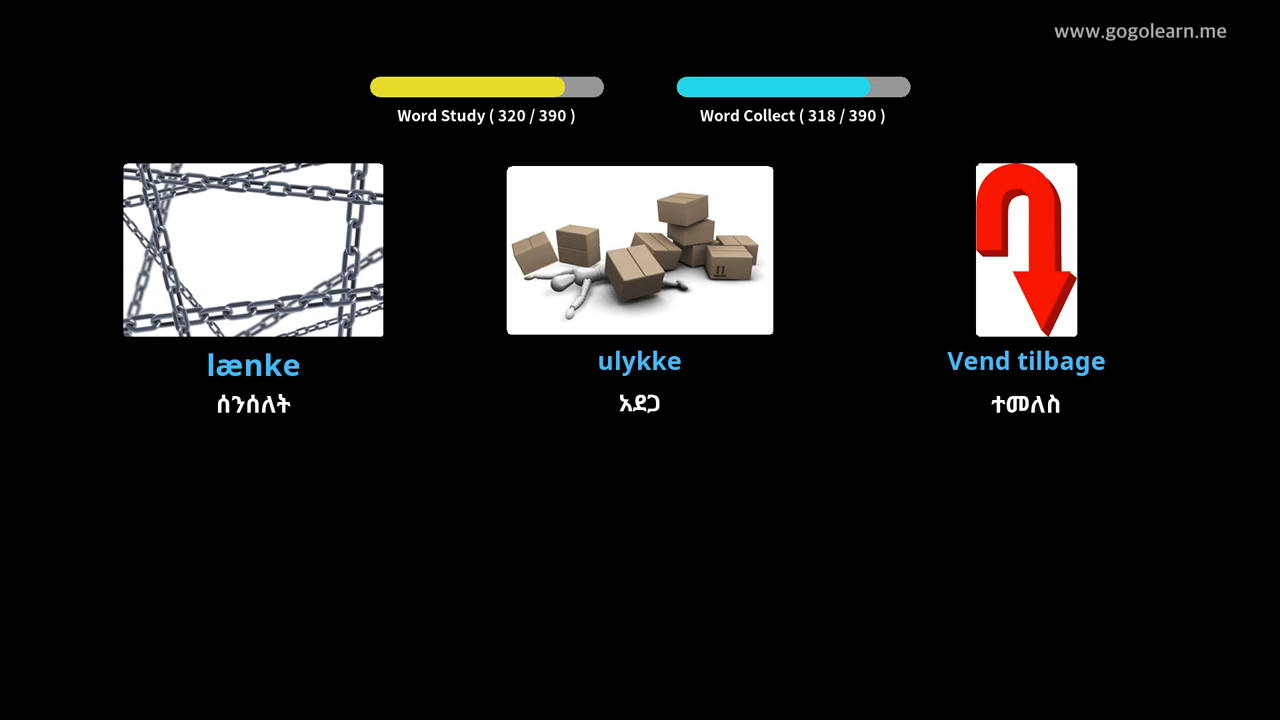 www.gogolearn.me
Word Study ( 320 / 390 )
Word Collect ( 318 / 390 )
lænke
ሰንሰለት
ulykke
አደጋ
Vend tilbage
ተመለስ